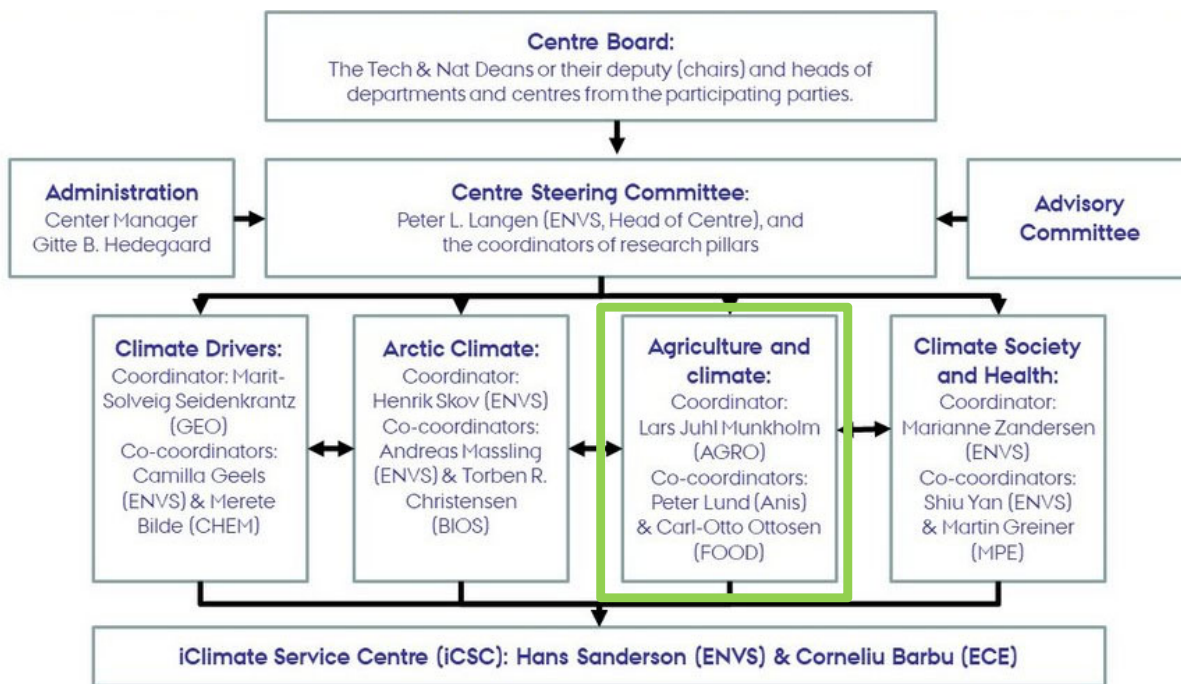 Centre Board:
The Tech & Nat Deans or their deputy (chairs) and heads of
departments and centres from the participating parties.
Administration
Center Manager
Gitte B. Hedegaard
Centre Steering Committee:
Peter L. Langen (ENVS, Head of Centre), and
the coordinators of research pillars
Advisory
Committee
Climate Drivers:
Coordinator: Marit-
Solveig Seidenkrantz
(GEO)
Co-coordinators:
Camilla Geels
(ENVS) & Merete
Bilde (CHEM)
Arctic Climate:
Coordinator:
Henrik Skov (ENVS)
Co-coordinators:
Andreas Massling
(ENVS) & Torben R.
Christensen
(BIOS)
Agriculture and
climate:
Coordinator:
Lars Juhl Munkholm
(AGRO)
Co-coordinators:
Peter Lund (Anis)
& Carl-Otto Ottosen
(FOOD)
Climate Society
and Health:
Coordinator:
Marianne Zandersen
(ENVS)
Co-coordinators:
Shiu Yan (ENVS)
& Martin Greiner
(MPE)
iClimate Service Centre (iCSC): Hans Sanderson (ENVS) & Corneliu Barbu (ECE)